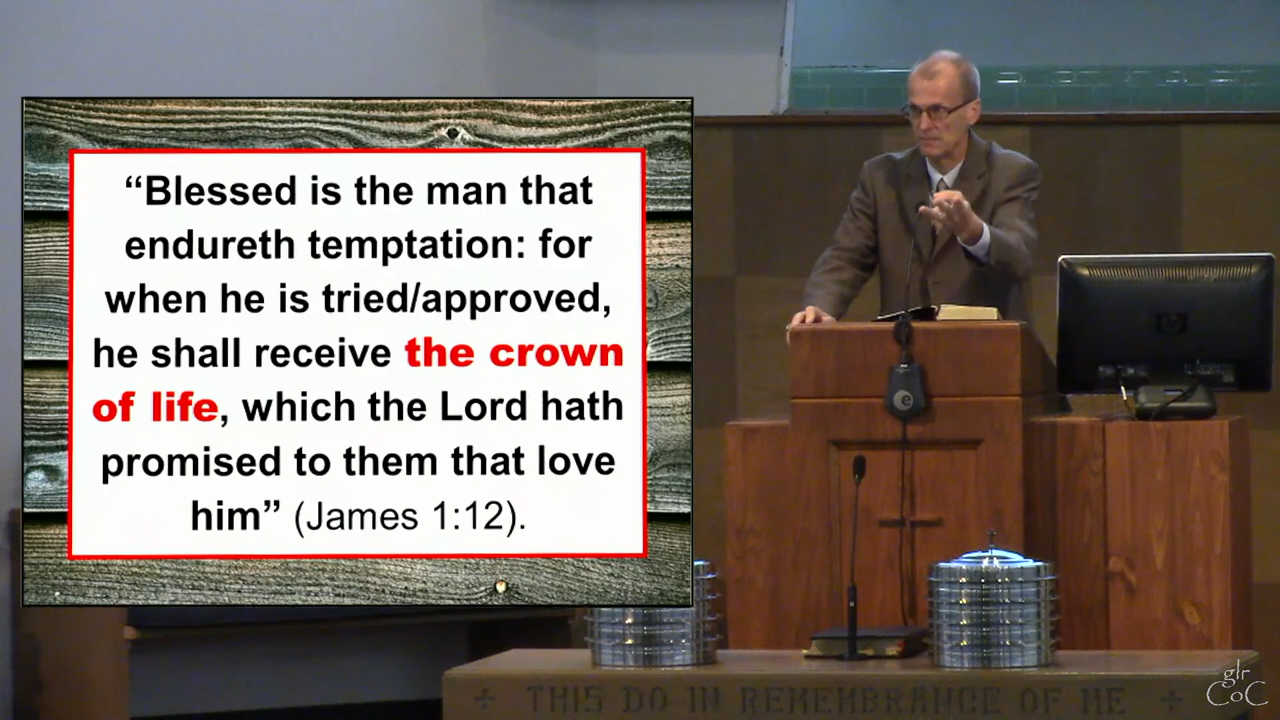 “Blessed is the man that
endureth temptation: for
when he is tried/approved,
he shall receive the crown
of life, which the Lord hath
promised to them that love
him” (James 1:12).
hp
e
THIS DO IN REMEMBRANCE OF ME
glr
CoC